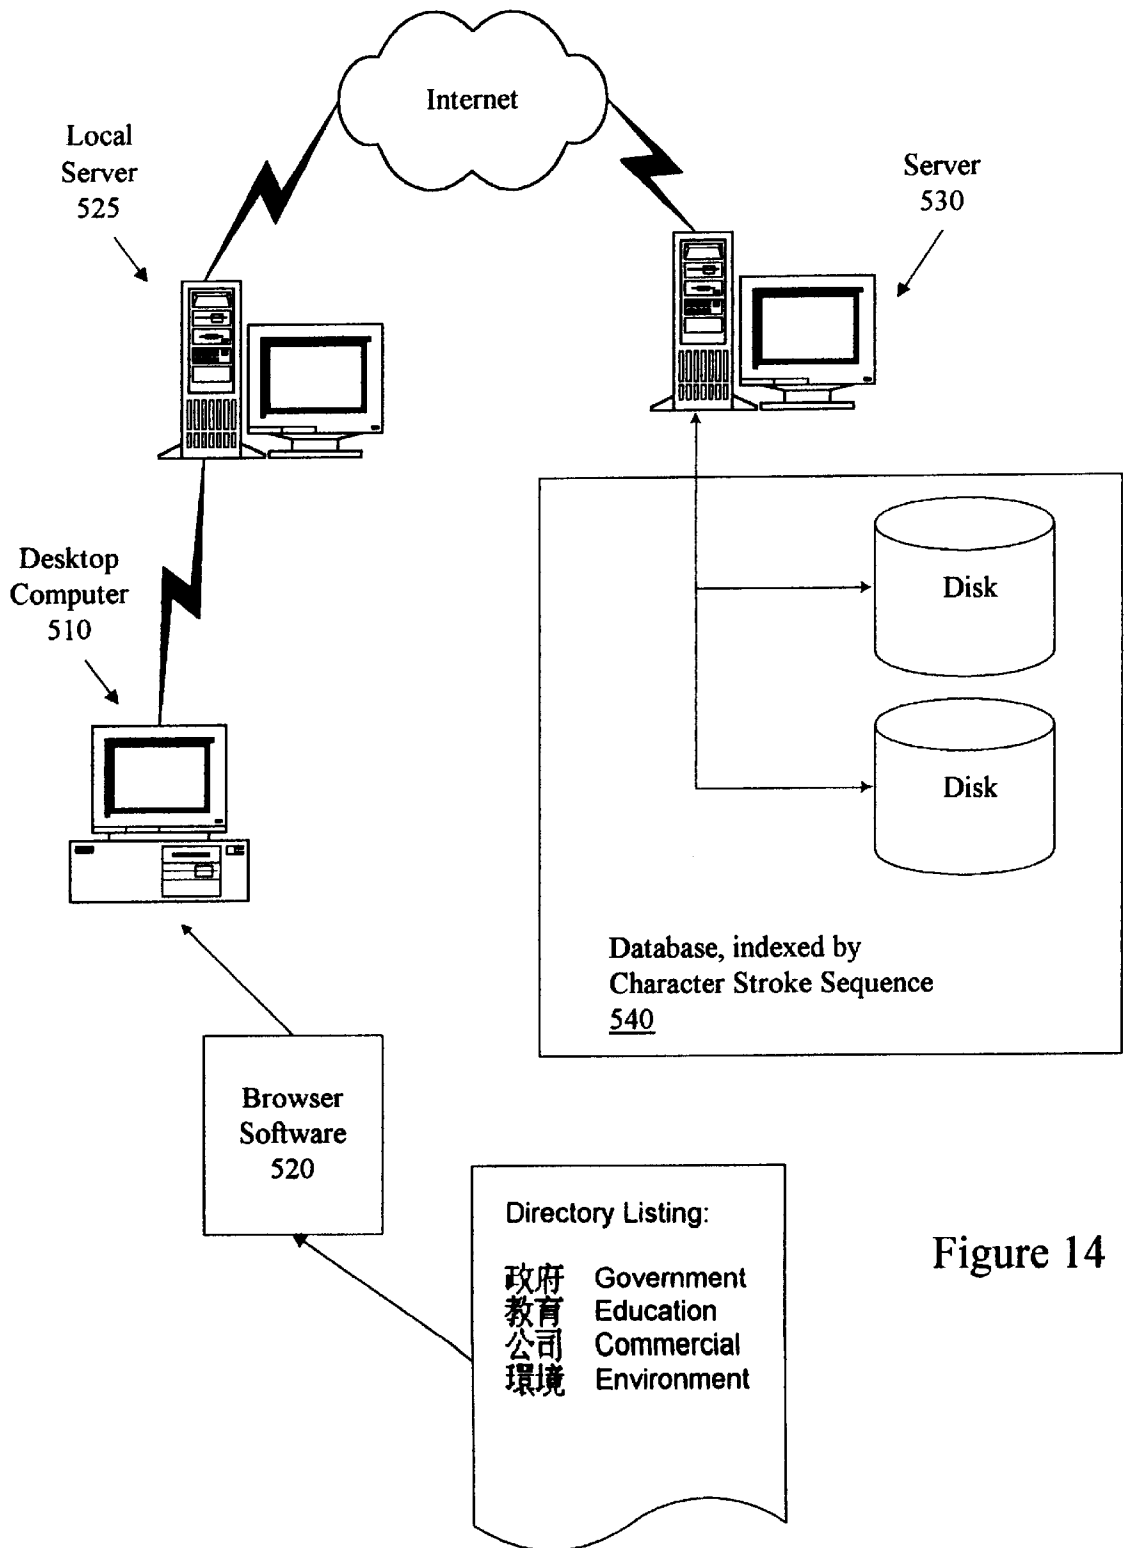 Internet
Local
Server
525
Server
530
Desktop
Computer
510
Disk
Disk
Database, indexed by
Character Stroke Sequence
540
Browser
Software
520
Directory Listing:
政府 Government
教育 Education
公司 Commercial
環境 Environment
Figure 14